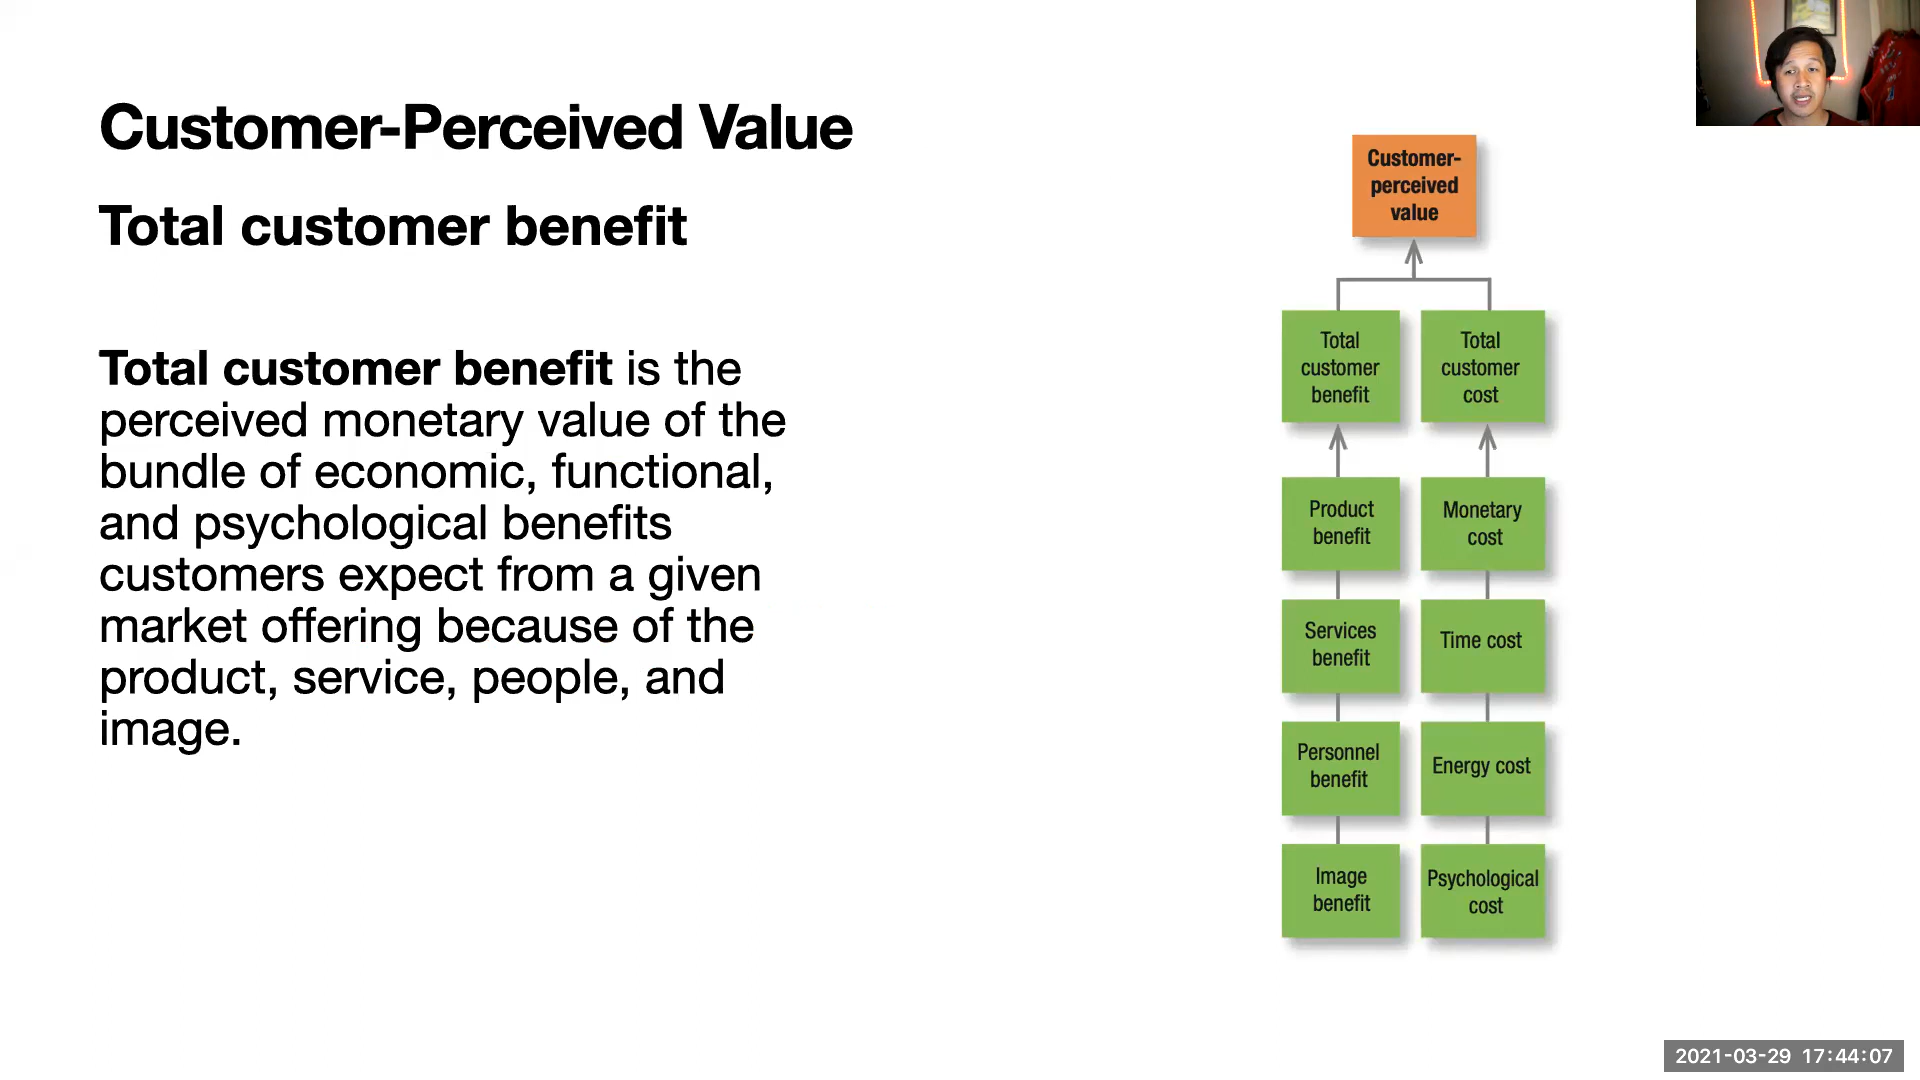 Customer-Perceived Value
Total customer benefit
Total customer benefit is the
perceived monetary value of the
bundle of economic, functional,
and psychological benefits
customers expect from a given
market offering because of the
product, service, people, and
image.
Customer-
perceived
value
Total
customer
benefit
Total
customer
cost
Product
benefit
Monetary
cost
Services
benefit
Time cost
Personnel
benefit
Energy cost
Image
benefit
Psychological
cost
2021-03-29 17:44:07